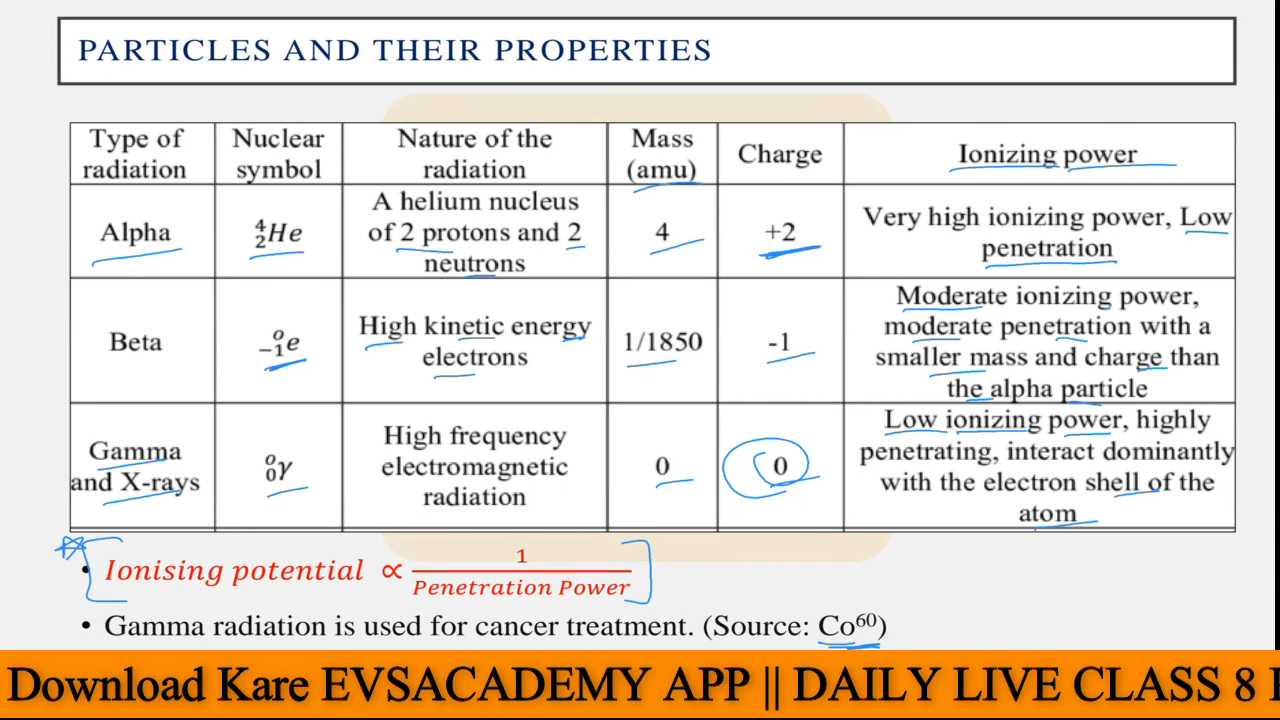 PARTICLES AND THEIR PROPERTIES
Type of radiation | Nuclear symbol | Nature of the radiation | Mass (amu) | Charge | Ionizing power
Alpha | ⁴₂He | A helium nucleus of 2 protons and 2 neutrons | 4 | +2 | Very high ionizing power, Low penetration
Beta | ⁰₋₁e | High kinetic energy electrons | 1/1850 | -1 | Moderate ionizing power, moderate penetration with a smaller mass and charge than the alpha particle
Gamma and X-rays | ⁰₀γ | High frequency electromagnetic radiation | 0 | 0 | Low ionizing power, highly penetrating, interact dominantly with the electron shell of the atom
• Ionising potential ∝ 1/Penetration Power
• Gamma radiation is used for cancer treatment. (Source: Co⁶⁰)
Download Kare EVSACADEMY APP || DAILY LIVE CLASS 8